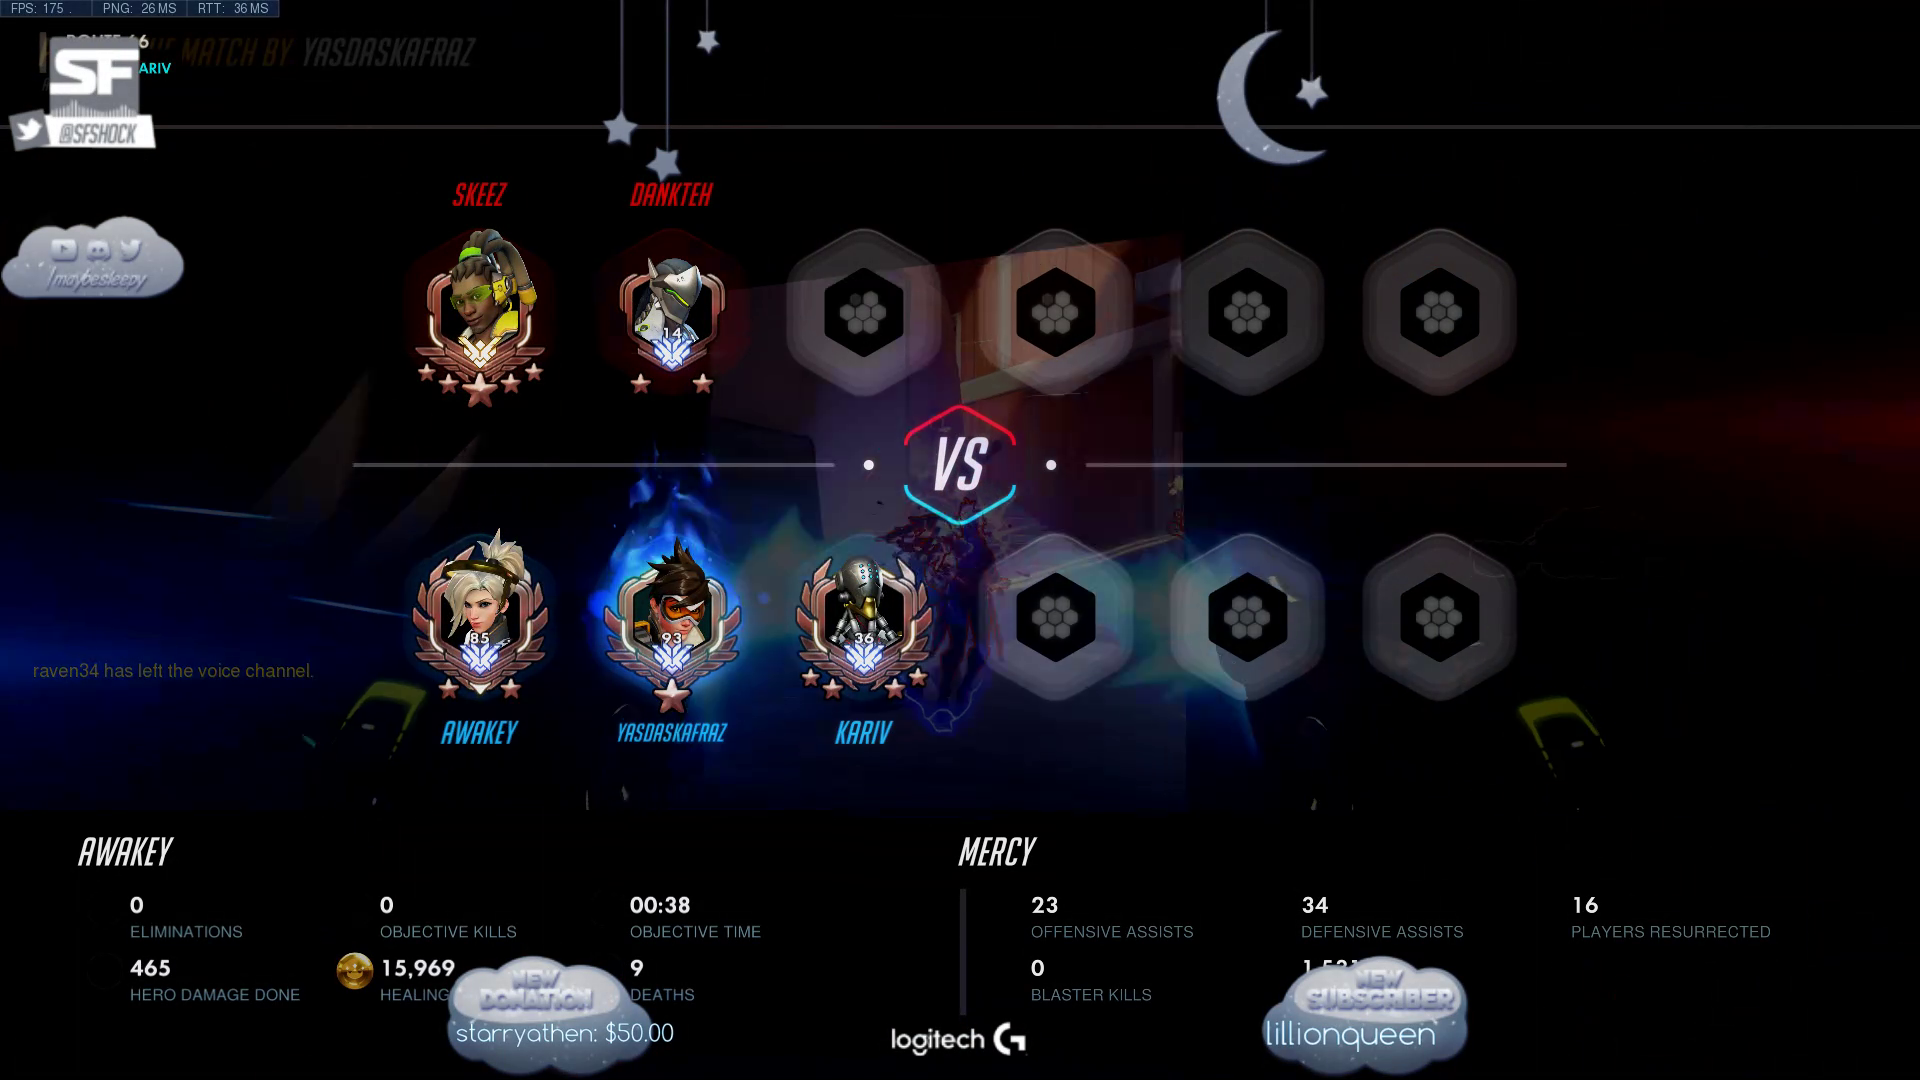 FPS: 175 . PNG: 26 MS RTT: 36 MS
MATCH BY YASDASKAFRAZ
ARIV
SF
@SFSHOCK
SKEEZ DANKTEH
/maybesleepy
14
VS
85 93 36
raven34 has left the voice channel.
AWAKEY YASDASKAFRAZ KARIV
AWAKEY MERCY
0 0 00:38 23 34 16
ELIMINATIONS OBJECTIVE KILLS OBJECTIVE TIME OFFENSIVE ASSISTS DEFENSIVE ASSISTS PLAYERS RESURRECTED
465 15,969 9 0
HERO DAMAGE DONE HEALING DEATHS BLASTER KILLS
NEW DONATION NEW SUBSCRIBER
starryathen: $50.00 logitech G lillionqueen